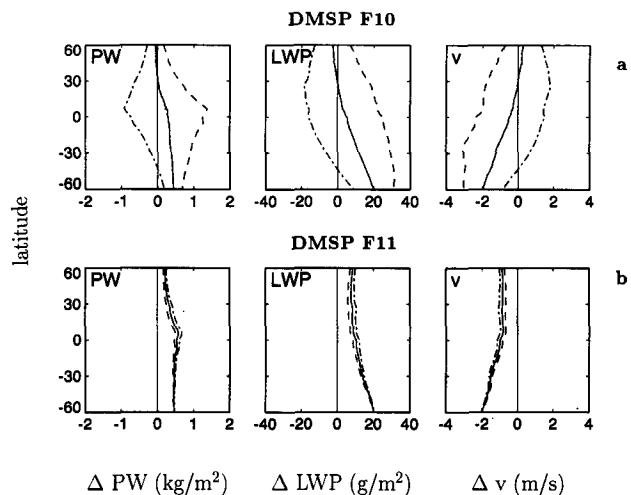 DMSP F10
PW LWP v a
60
30
0
-30
-60
-2 -1 0 1 2 -40 -20 0 20 40 -4 -2 0 2 4
latitude
DMSP F11
PW LWP v b
60
30
0
-30
-60
-2 -1 0 1 2 -40 -20 0 20 40 -4 -2 0 2 4
Δ PW (kg/m²) Δ LWP (g/m²) Δ v (m/s)